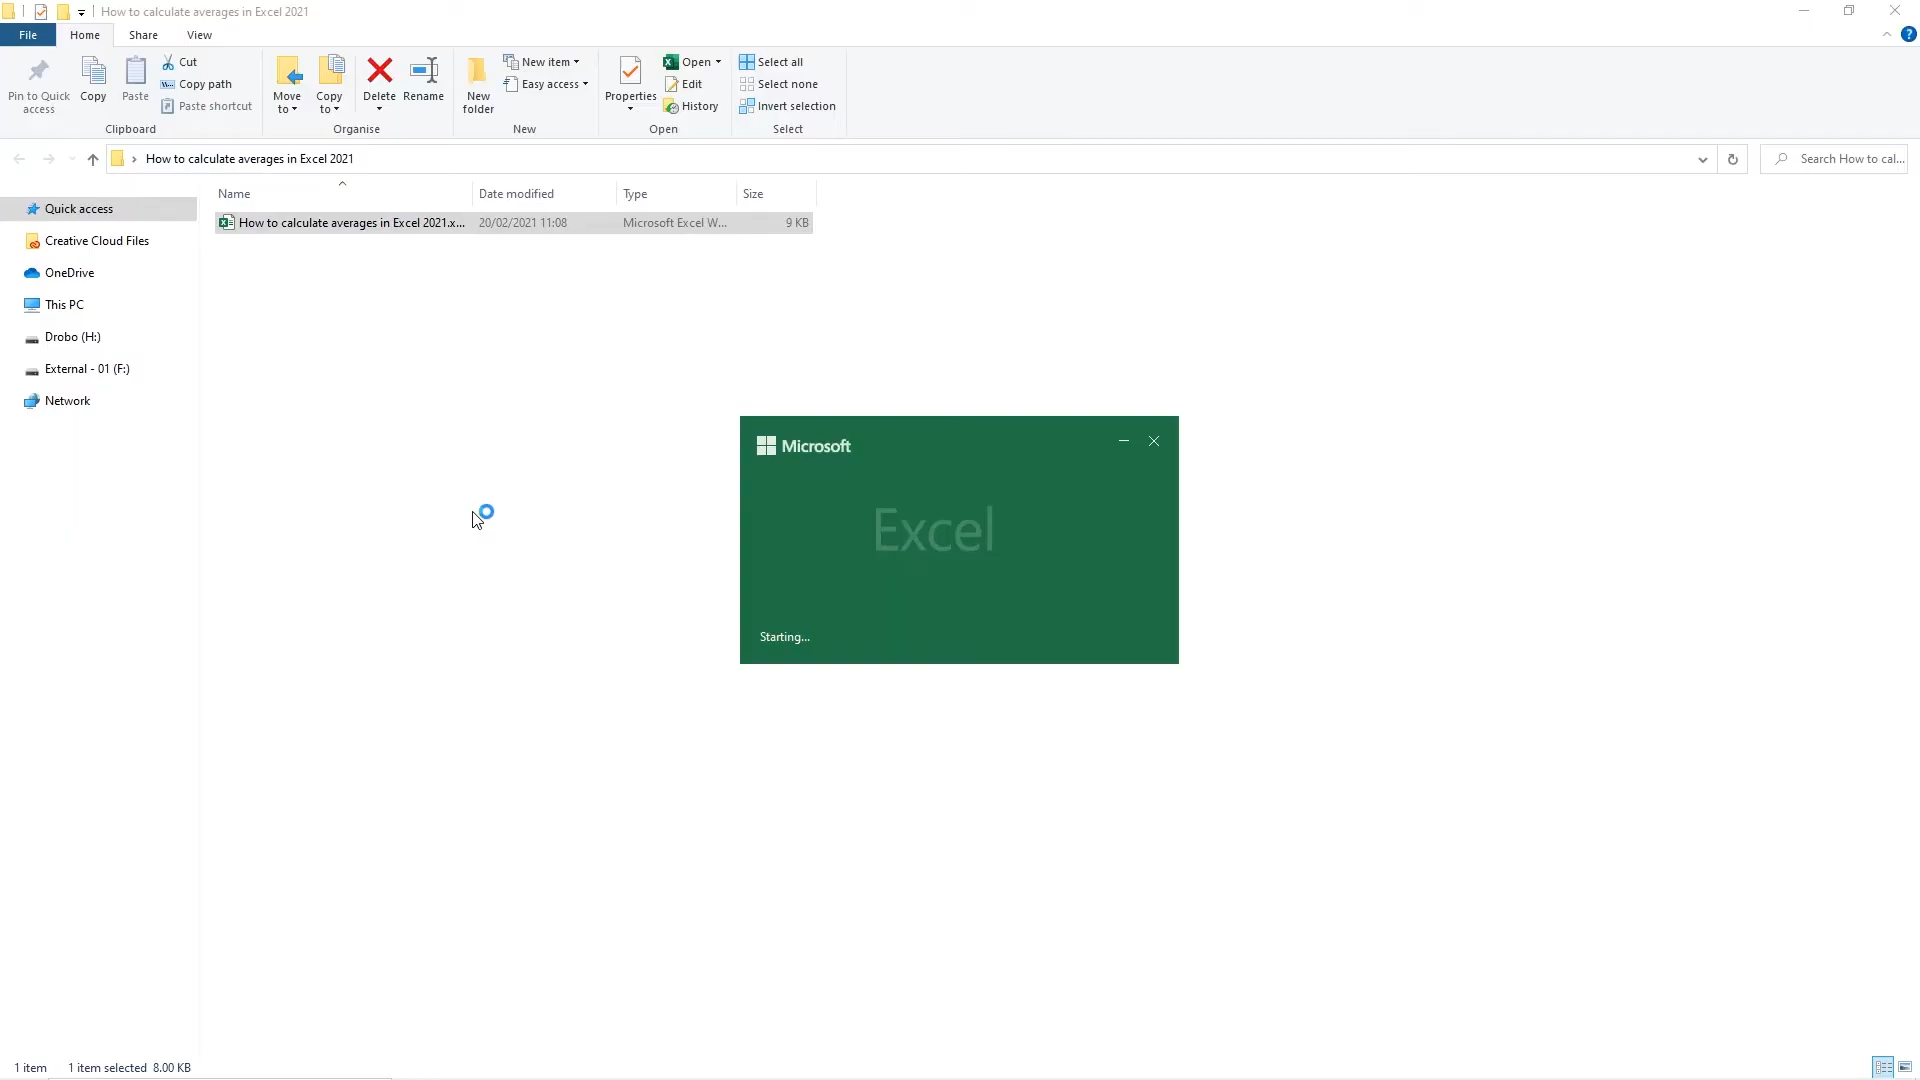 How to calculate averages in Excel 2021
File Home Share View
Pin to Quick access
Copy
Paste
Cut
Copy path
Paste shortcut
Clipboard
Move to
Copy to
Delete
Rename
Organise
New folder
New item
Easy access
New
Properties
Open
Edit
History
Open
Select all
Select none
Invert selection
Select
How to calculate averages in Excel 2021
Search How to cal...
Name Date modified Type Size
How to calculate averages in Excel 2021.x... 20/02/2021 11:08 Microsoft Excel W... 9 KB
Quick access
Creative Cloud Files
OneDrive
This PC
Drobo (H:)
External - 01 (F:)
Network
Microsoft
Excel
Starting...
1 item 1 item selected 8.00 KB